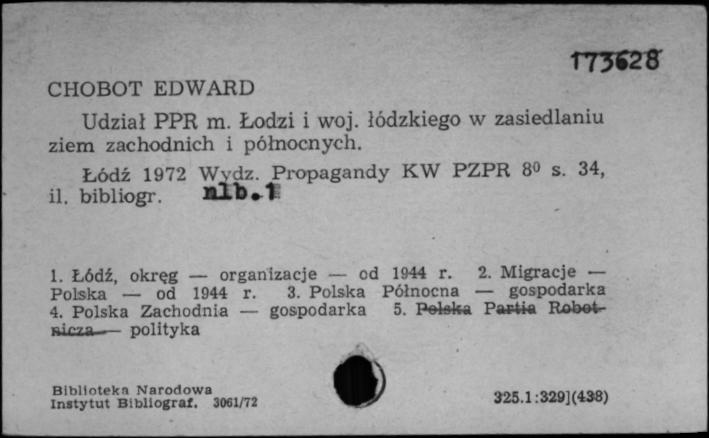 173628
CHOBOT EDWARD
Udział PPR m. Łodzi i woj. łódzkiego w zasiedlaniu
ziem zachodnich i północnych.
Łódź 1972 Wydz. Propagandy KW PZPR 8⁰ s. 34,
il. bibliogr. nlb.1
1. Łódź, okręg — organizacje — od 1944 r. 2. Migracje —
Polska — od 1944 r. 3. Polska Północna — gospodarka
4. Polska Zachodnia — gospodarka 5. Polska Partia Robot-
nicza — polityka
Biblioteka Narodowa
Instytut Bibliograf. 3061/72
325.1:329](438)